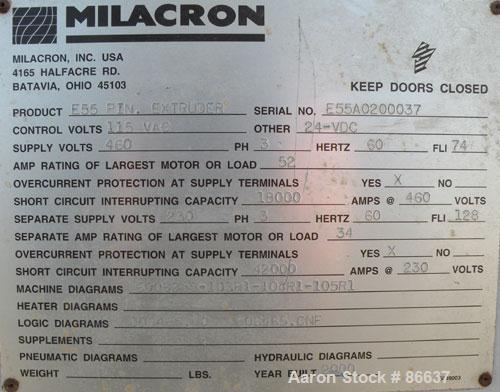 MILACRON
MILACRON, INC. USA
4165 HALFACRE RD.
BATAVIA, OHIO 45103
KEEP DOORS CLOSED
PRODUCT E55 PIN. EXTRUDER SERIAL NO. E55A0200037
CONTROL VOLTS 115 VAC OTHER 24-VDC
SUPPLY VOLTS 460 PH 3 HERTZ 60 FLI 74
AMP RATING OF LARGEST MOTOR OR LOAD 52
OVERCURRENT PROTECTION AT SUPPLY TERMINALS YES X NO
SHORT CIRCUIT INTERRUPTING CAPACITY 18000 AMPS @ 460 VOLTS
SEPARATE SUPPLY VOLTS 230 PH 3 HERTZ 60 FLI 128
SEPARATE AMP RATING OF LARGEST MOTOR OR LOAD 34
OVERCURRENT PROTECTION AT SUPPLY TERMINALS YES X NO
SHORT CIRCUIT INTERRUPTING CAPACITY 42000 AMPS @ 230 VOLTS
MACHINE DIAGRAMS
HEATER DIAGRAMS
LOGIC DIAGRAMS
SUPPLEMENTS
PNEUMATIC DIAGRAMS HYDRAULIC DIAGRAMS
WEIGHT LBS. YEAR BUILT 2000
Aaron Stock # 86637